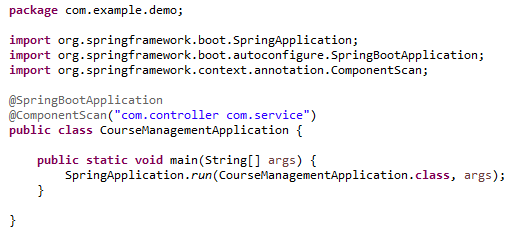 package com.example.demo;
import org.springframework.boot.SpringApplication;
import org.springframework.boot.autoconfigure.SpringBootApplication;
import org.springframework.context.annotation.ComponentScan;
@SpringBootApplication
@ComponentScan("com.controller com.service")
public class CourseManagementApplication {
public static void main(String[] args) {
SpringApplication.run(CourseManagementApplication.class, args);
}
}